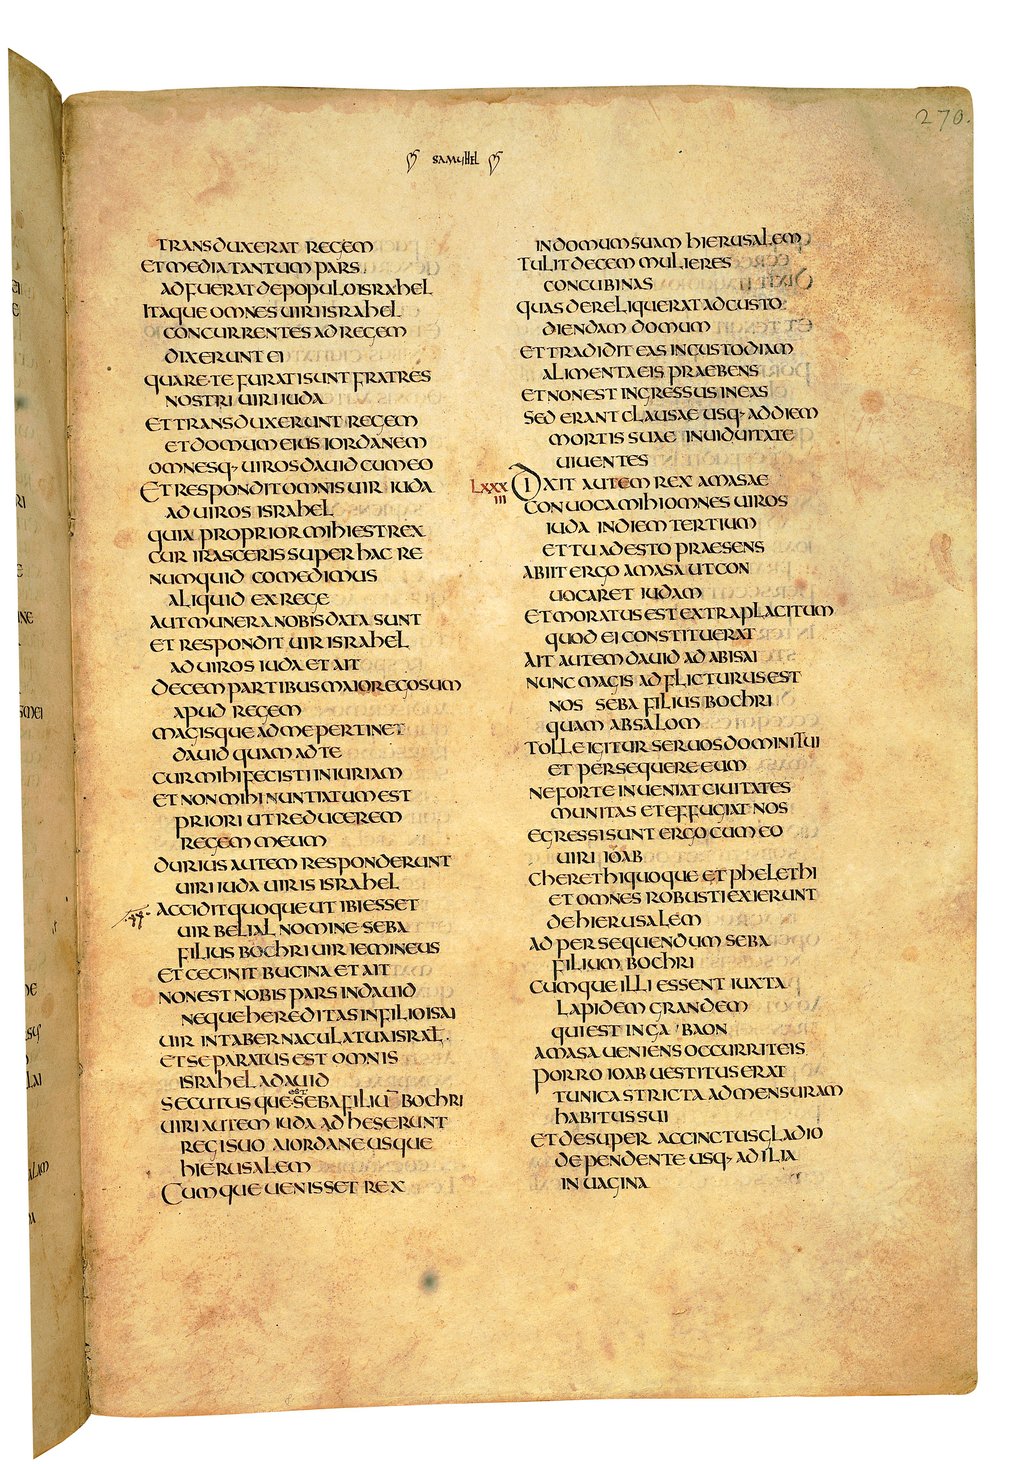 270.
SAMUHEL
TRANSDUXERAT REGEM
ET MEDIA TANTUM PARS
AD FUERAT DE POPULO ISRAHEL
ITAQUE OMNES UIRI ISRAHEL
CONCURRENTES AD REGEM
DIXERUNT EI
QUARE TE FURATI SUNT FRATRES
NOSTRI UIRI IUDA
ET TRANSDUXERUNT REGEM
ET DOMUM EIUS IORDANEM
OMNESQ· UIROS DAUID CUM EO
ET RESPONDIT OMNIS UIR IUDA
AD UIROS ISRAHEL
QUIA PROPRIOR MIHI EST REX
CUR IRASCERIS SUPER HAC RE
NUMQUID COMEDIMUS
ALIQUID EX REGE
AUT MUNERA NOBIS DATA SUNT
ET RESPONDIT UIR ISRAHEL
AD UIROS IUDA ET AIT
DECEM PARTIBUS MAIOR EGO SUM
APUD REGEM
MAGISQUE AD ME PERTINET
DAUID QUAM AD TE
CUR MIHI FECISTI INIURIAM
ET NON MIHI NUNTIATUM EST
PRIORI UT REDUCEREM
REGEM MEUM
DURIUS AUTEM RESPONDERUNT
UIRI IUDA UIRIS ISRAHEL
ACCIDIT QUOQUE UT IBI ESSET
UIR BELIAL NOMINE SEBA
FILIUS BOCHRI UIR IEMINEUS
ET CECINIT BUCINA ET AIT
NON EST NOBIS PARS IN DAUID
NEQUE HEREDITAS IN FILIO ISAI
UIR IN TABERNACULA TUA ISRAL.
ET SEPARATUS EST OMNIS
ISRAHEL A DAUID
SECUTUSQUE EST SEBA FILIŪ BOCHRI
UIRI AUTEM IUDA ADHESERUNT
REGI SUO A IORDANE USQUE
HIERUSALEM
CUMQUE UENISSET REX
IN DOMUM SUAM HIERUSALEM
TULIT DECEM MULIERES
CONCUBINAS
QUAS DERELIQUERAT AD CUSTO
DIENDAM DOMUM
ET TRADIDIT EAS IN CUSTODIAM
ALIMENTA EIS PRAEBENS
ET NON EST INGRESSUS IN EAS
SED ERANT CLAUSAE USQ· AD DIEM
MORTIS SUAE IN UIDUITATE
UIUENTES
LXXXIII DIXIT AUTEM REX AMASAE
CONUOCA MIHI OMNES UIROS
IUDA IN DIEM TERTIUM
ET TU ADESTO PRAESENS
ABIIT ERGO AMASA UT CON
UOCARET IUDAM
ET MORATUS EST EXTRA PLACITUM
QUOD EI CONSTITUERAT
AIT AUTEM DAUID AD ABISAI
NUNC MAGIS ADFLICTURUS EST
NOS SEBA FILIUS BOCHRI
QUAM ABSALOM
TOLLE IGITUR SERUOS DOMINI TUI
ET PERSEQUERE EUM
NE FORTE INUENIAT CIUITATES
MUNITAS ET EFFUGIAT NOS
EGRESSI SUNT ERGO CUM EO
UIRI IOAB
CHERETHI QUOQUE ET PHELETHI
ET OMNES ROBUSTI EXIERUNT
DE HIERUSALEM
AD PERSEQUENDUM SEBA
FILIUM BOCHRI
CUMQUE ILLI ESSENT IUXTA
LAPIDEM GRANDEM
QUI EST IN GABAON
AMASA UENIENS OCCURRIT EIS
PORRO IOAB UESTITUS ERAT
TUNICA STRICTA AD MENSURAM
HABITUS SUI
ET DESUPER ACCINCTUS GLADIO
DEPENDENTE USQ· AD ILIA
IN UAGINA